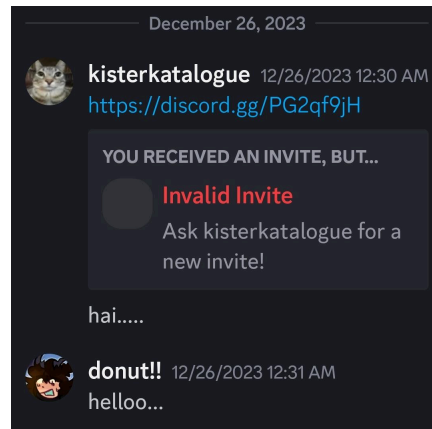 December 26, 2023
kisterkatalogue 12/26/2023 12:30 AM
https://discord.gg/PG2qf9jH
YOU RECEIVED AN INVITE, BUT...
Invalid Invite
Ask kisterkatalogue for a
new invite!
hai.....
donut!! 12/26/2023 12:31 AM
helloo...